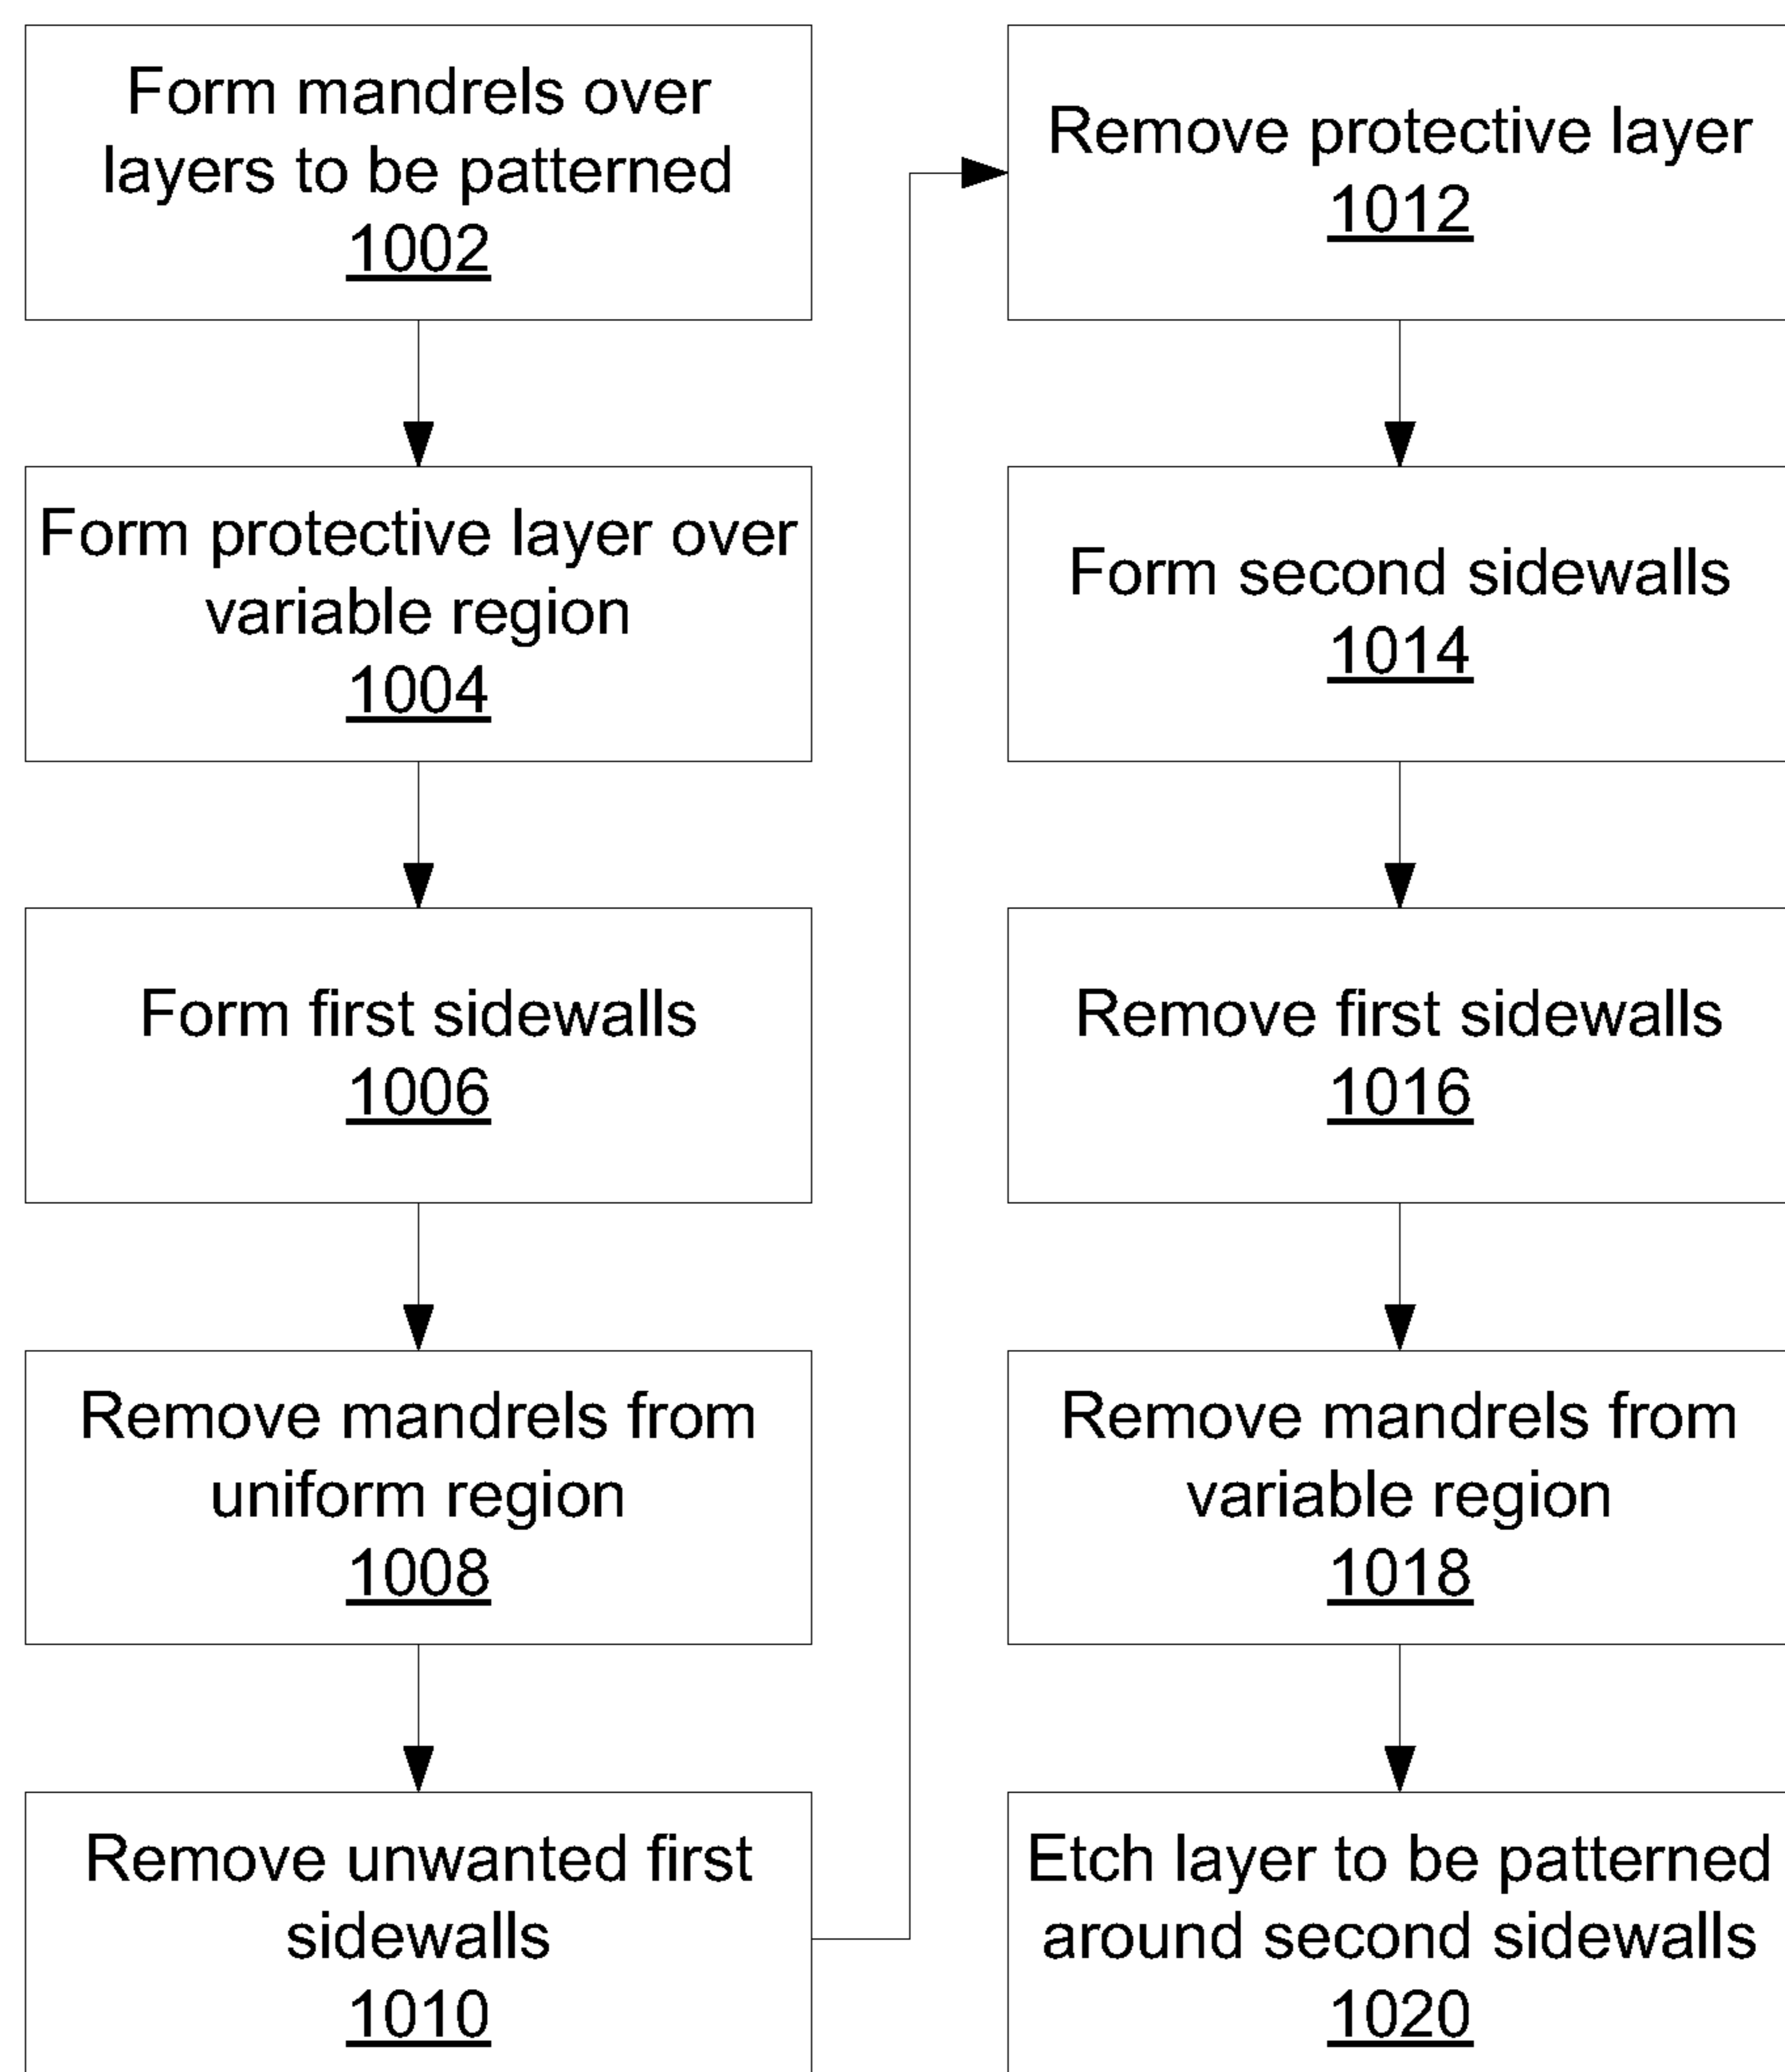 Form mandrels over
layers to be patterned
1002
Form protective layer over
variable region
1004
Form first sidewalls
1006
Remove mandrels from
uniform region
1008
Remove unwanted first
sidewalls
1010
Remove protective layer
1012
Form second sidewalls
1014
Remove first sidewalls
1016
Remove mandrels from
variable region
1018
Etch layer to be patterned
around second sidewalls
1020